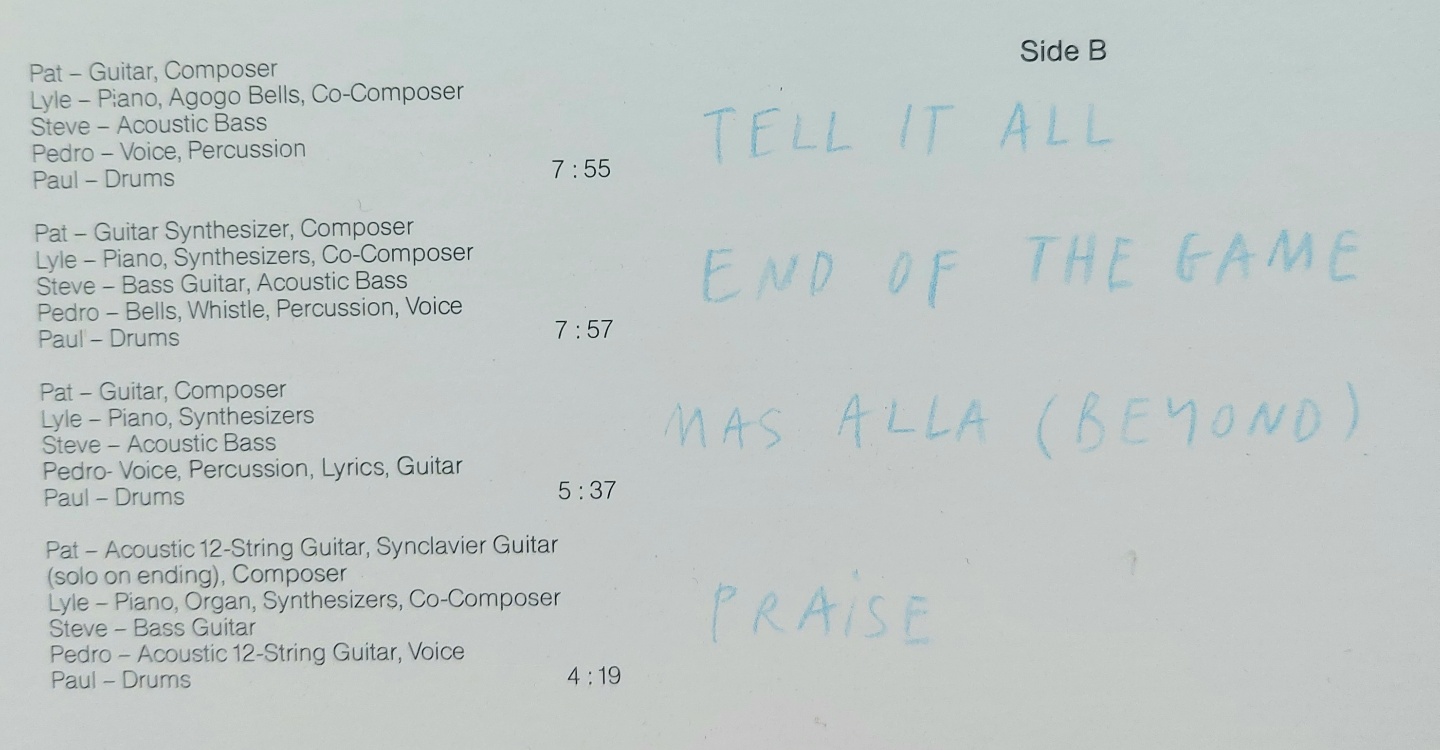 Side B
Pat – Guitar, Composer
Lyle – Piano, Agogo Bells, Co-Composer
Steve – Acoustic Bass
Pedro – Voice, Percussion
Paul – Drums
7 : 55
TELL IT ALL
Pat – Guitar Synthesizer, Composer
Lyle – Piano, Synthesizers, Co-Composer
Steve – Bass Guitar, Acoustic Bass
Pedro – Bells, Whistle, Percussion, Voice
Paul – Drums
7 : 57
END OF THE GAME
Pat – Guitar, Composer
Lyle – Piano, Synthesizers
Steve – Acoustic Bass
Pedro- Voice, Percussion, Lyrics, Guitar
Paul – Drums
5 : 37
MAS ALLA (BEYOND)
Pat – Acoustic 12-String Guitar, Synclavier Guitar
(solo on ending), Composer
Lyle – Piano, Organ, Synthesizers, Co-Composer
Steve – Bass Guitar
Pedro – Acoustic 12-String Guitar, Voice
Paul – Drums
4 : 19
PRAiSE